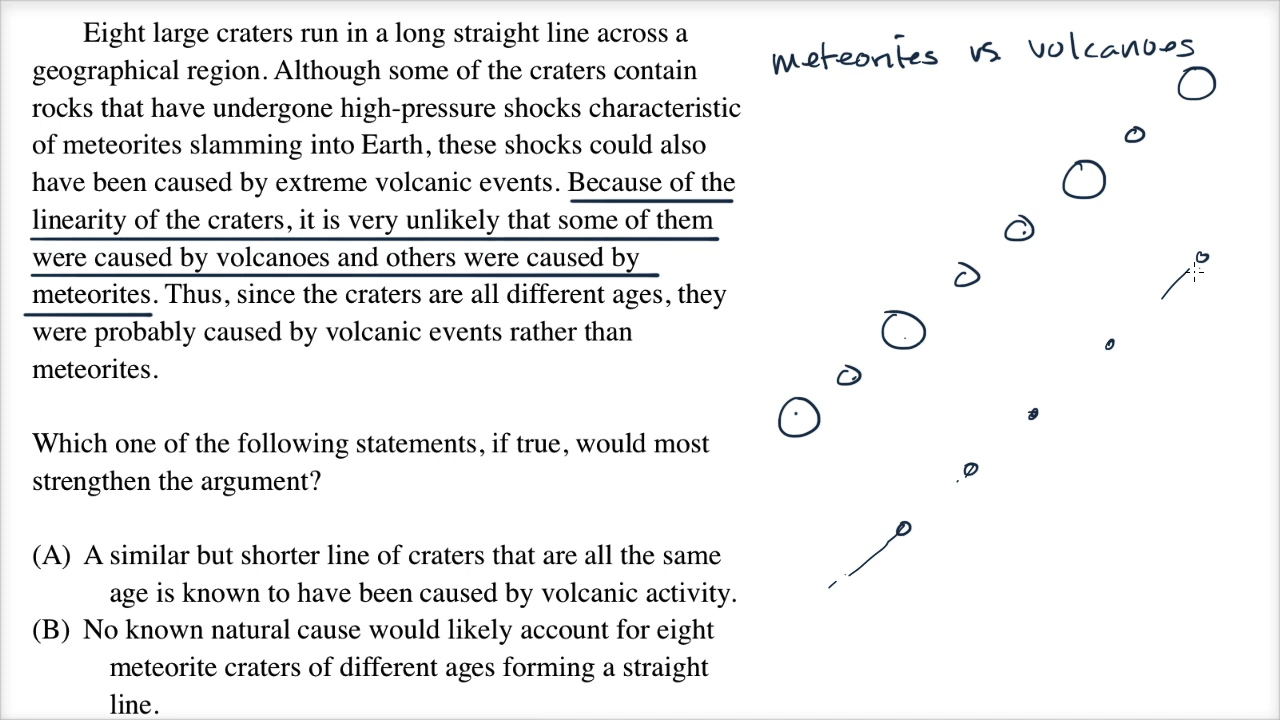 Eight large craters run in a long straight line across a
geographical region. Although some of the craters contain
rocks that have undergone high-pressure shocks characteristic
of meteorites slamming into Earth, these shocks could also
have been caused by extreme volcanic events. Because of the
linearity of the craters, it is very unlikely that some of them
were caused by volcanoes and others were caused by
meteorites. Thus, since the craters are all different ages, they
were probably caused by volcanic events rather than
meteorites.
Which one of the following statements, if true, would most
strengthen the argument?
(A) A similar but shorter line of craters that are all the same
age is known to have been caused by volcanic activity.
(B) No known natural cause would likely account for eight
meteorite craters of different ages forming a straight
line.
meteorites vs volcanoes